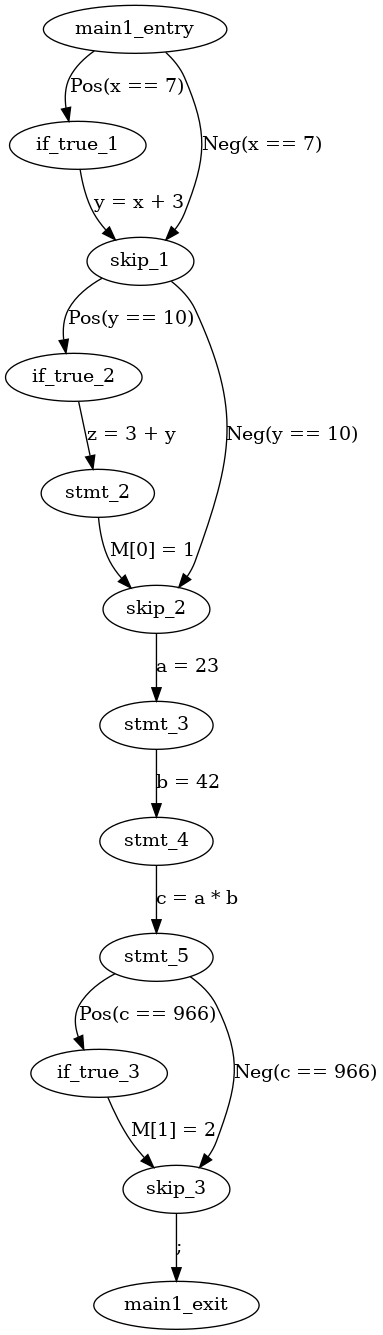 main1_entry
Pos(x == 7)
if_true_1
Neg(x == 7)
y = x + 3
skip_1
Pos(y == 10)
if_true_2
z = 3 + y
Neg(y == 10)
stmt_2
M[0] = 1
skip_2
a = 23
stmt_3
b = 42
stmt_4
c = a * b
stmt_5
Pos(c == 966)
if_true_3
Neg(c == 966)
M[1] = 2
skip_3
;
main1_exit